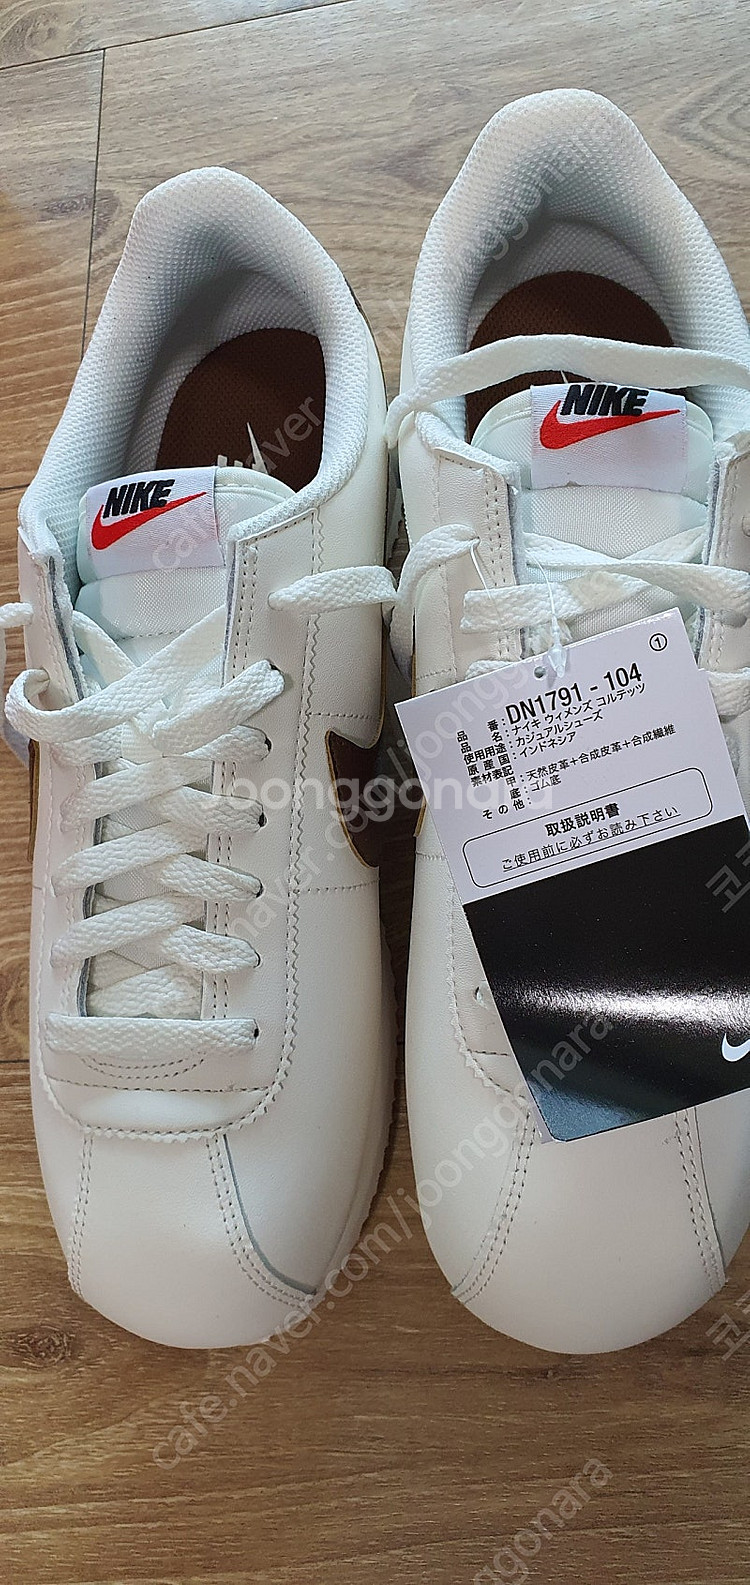 NIKE
NIKE
①
品番：DN1791 - 104
品名：ナイキ ウィメンズ コルテッツ
使用用途：カジュアルシューズ
原産国：インドネシア
素材表記 甲：天然皮革＋合成皮革＋合成繊維
底：ゴム底
その他：
取扱説明書
ご使用前に必ずお読み下さい
joonggonara
cafe.naver.com/joonggonara
cafe.naver.com/joonggonara
joonggonara